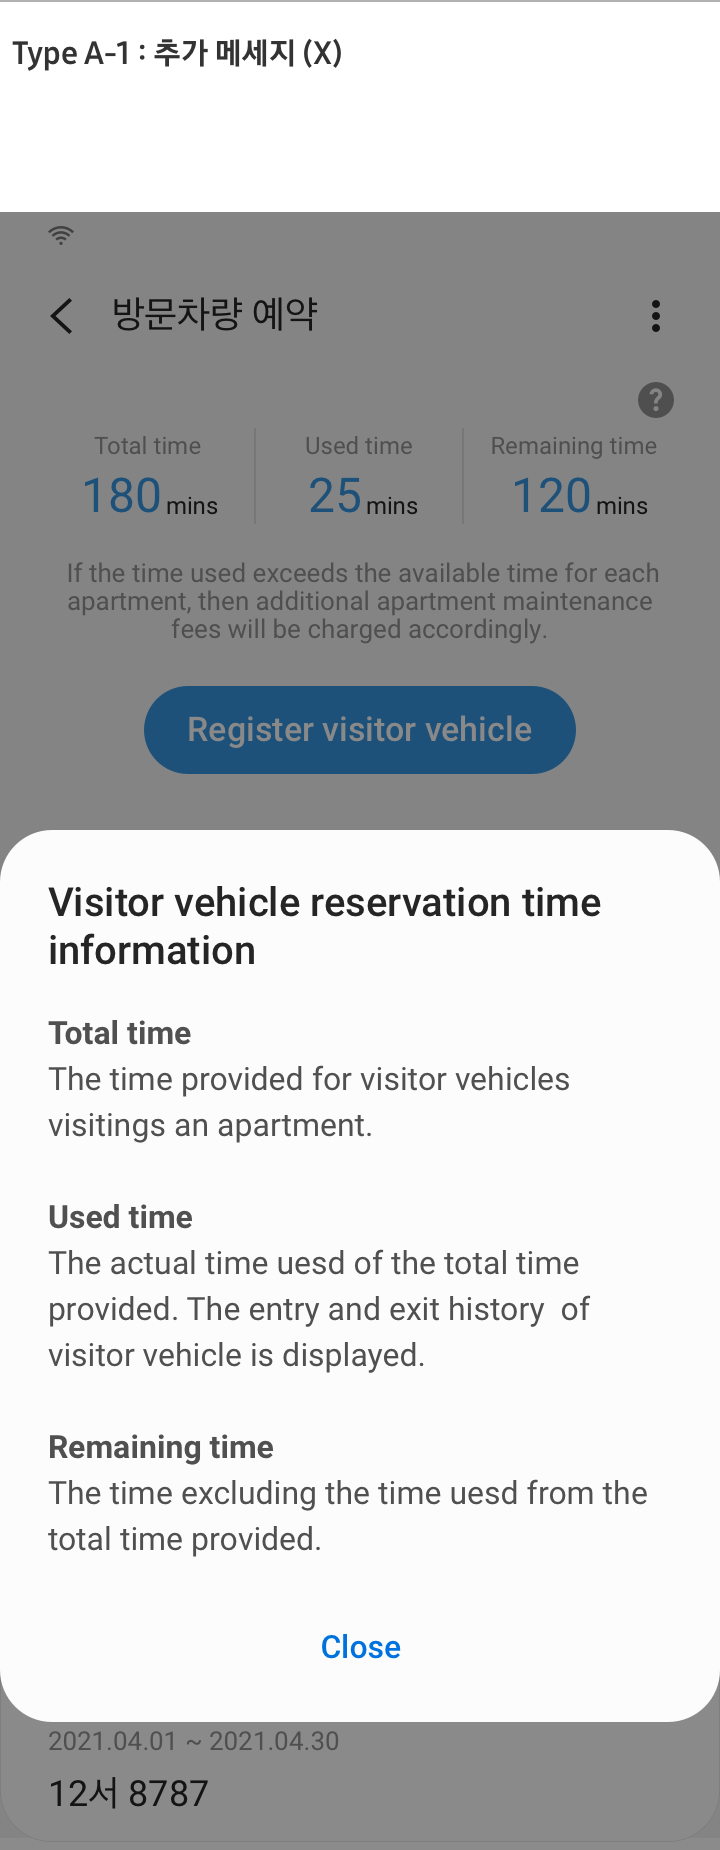 Type A-1 : 추가 메세지 (X)
방문차량 예약
?
Total time
180 mins
Used time
25 mins
Remaining time
120 mins
If the time used exceeds the available time for each
apartment, then additional apartment maintenance
fees will be charged accordingly.
Register visitor vehicle
Visitor vehicle reservation time
information
Total time
The time provided for visitor vehicles
visitings an apartment.
Used time
The actual time uesd of the total time
provided. The entry and exit history  of
visitor vehicle is displayed.
Remaining time
The time excluding the time uesd from the
total time provided.
Close
2021.04.01 ~ 2021.04.30
12서 8787